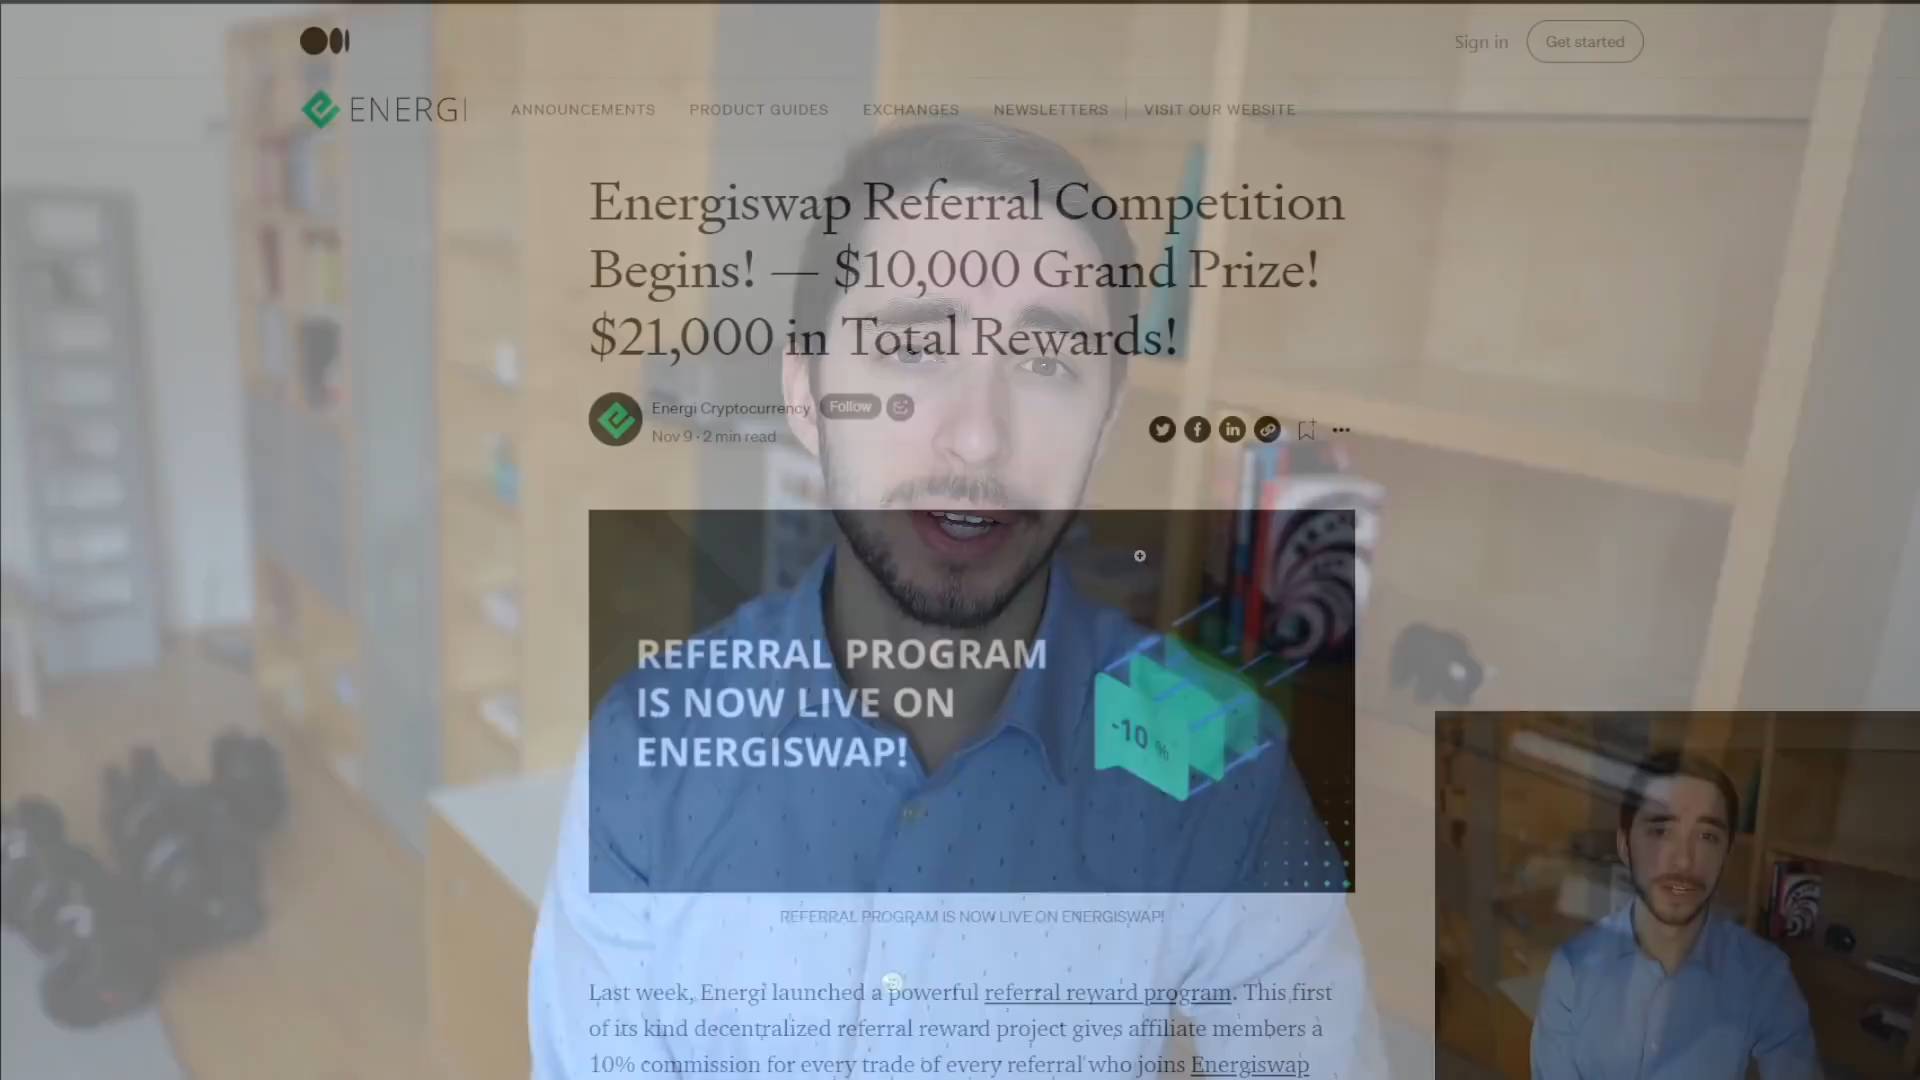 Sign in
Get started
ENERGI
ANNOUNCEMENTS PRODUCT GUIDES EXCHANGES NEWSLETTERS VISIT OUR WEBSITE
Energiswap Referral Competition
Begins! — $10,000 Grand Prize!
$21,000 in Total Rewards!
Energi Cryptocurrency Follow
Nov 9 · 2 min read
REFERRAL PROGRAM
IS NOW LIVE ON
ENERGISWAP!
-10 %
REFERRAL PROGRAM IS NOW LIVE ON ENERGISWAP!
Last week, Energi launched a powerful referral reward program. This first
of its kind decentralized referral reward project gives affiliate members a
10% commission for every trade of every referral who joins Energiswap